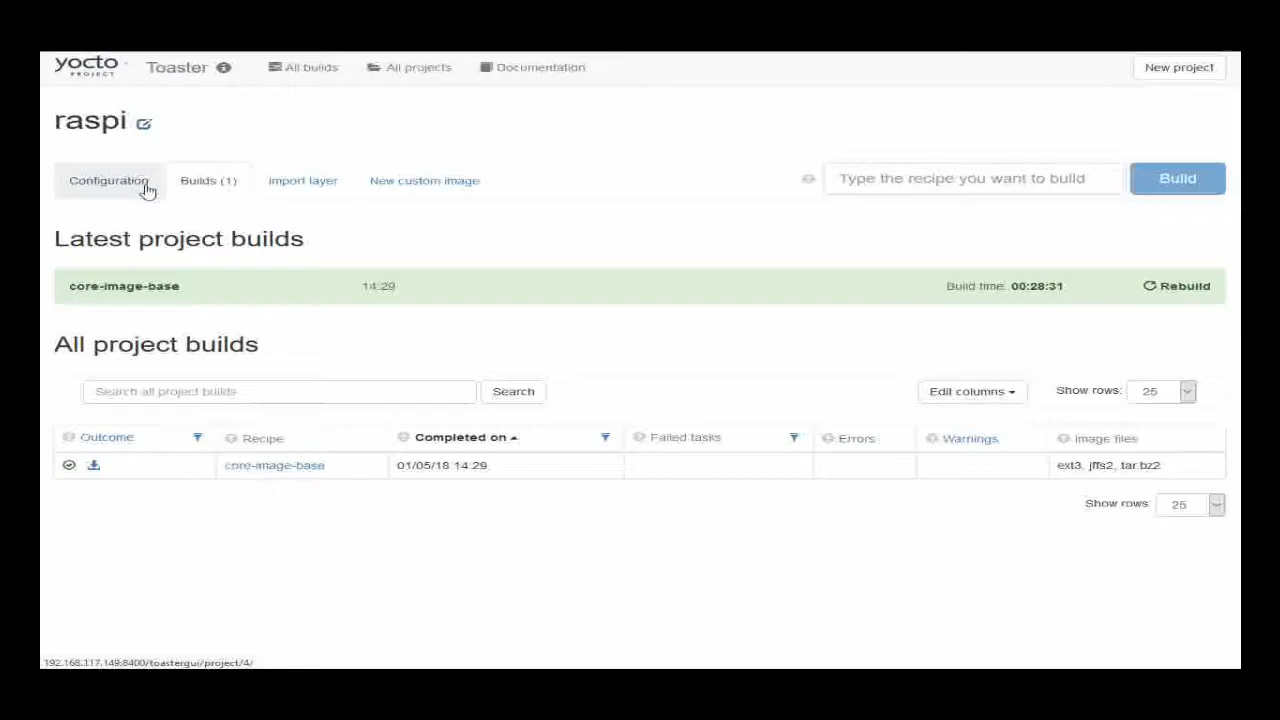 yocto PROJECT Toaster All builds All projects Documentation New project
raspi
Configuration Builds (1) Import layer New custom image Type the recipe you want to build Build
Latest project builds
core-image-base 14:29 Build time: 00:28:31 Rebuild
All project builds
Search all project builds Search Edit columns Show rows: 25
Outcome Recipe Completed on Failed tasks Errors Warnings Image files
core-image-base 01/05/18 14:29 ext3, jffs2, tar.bz2
Show rows: 25
192.168.117.149:8400/toastergui/project/4/